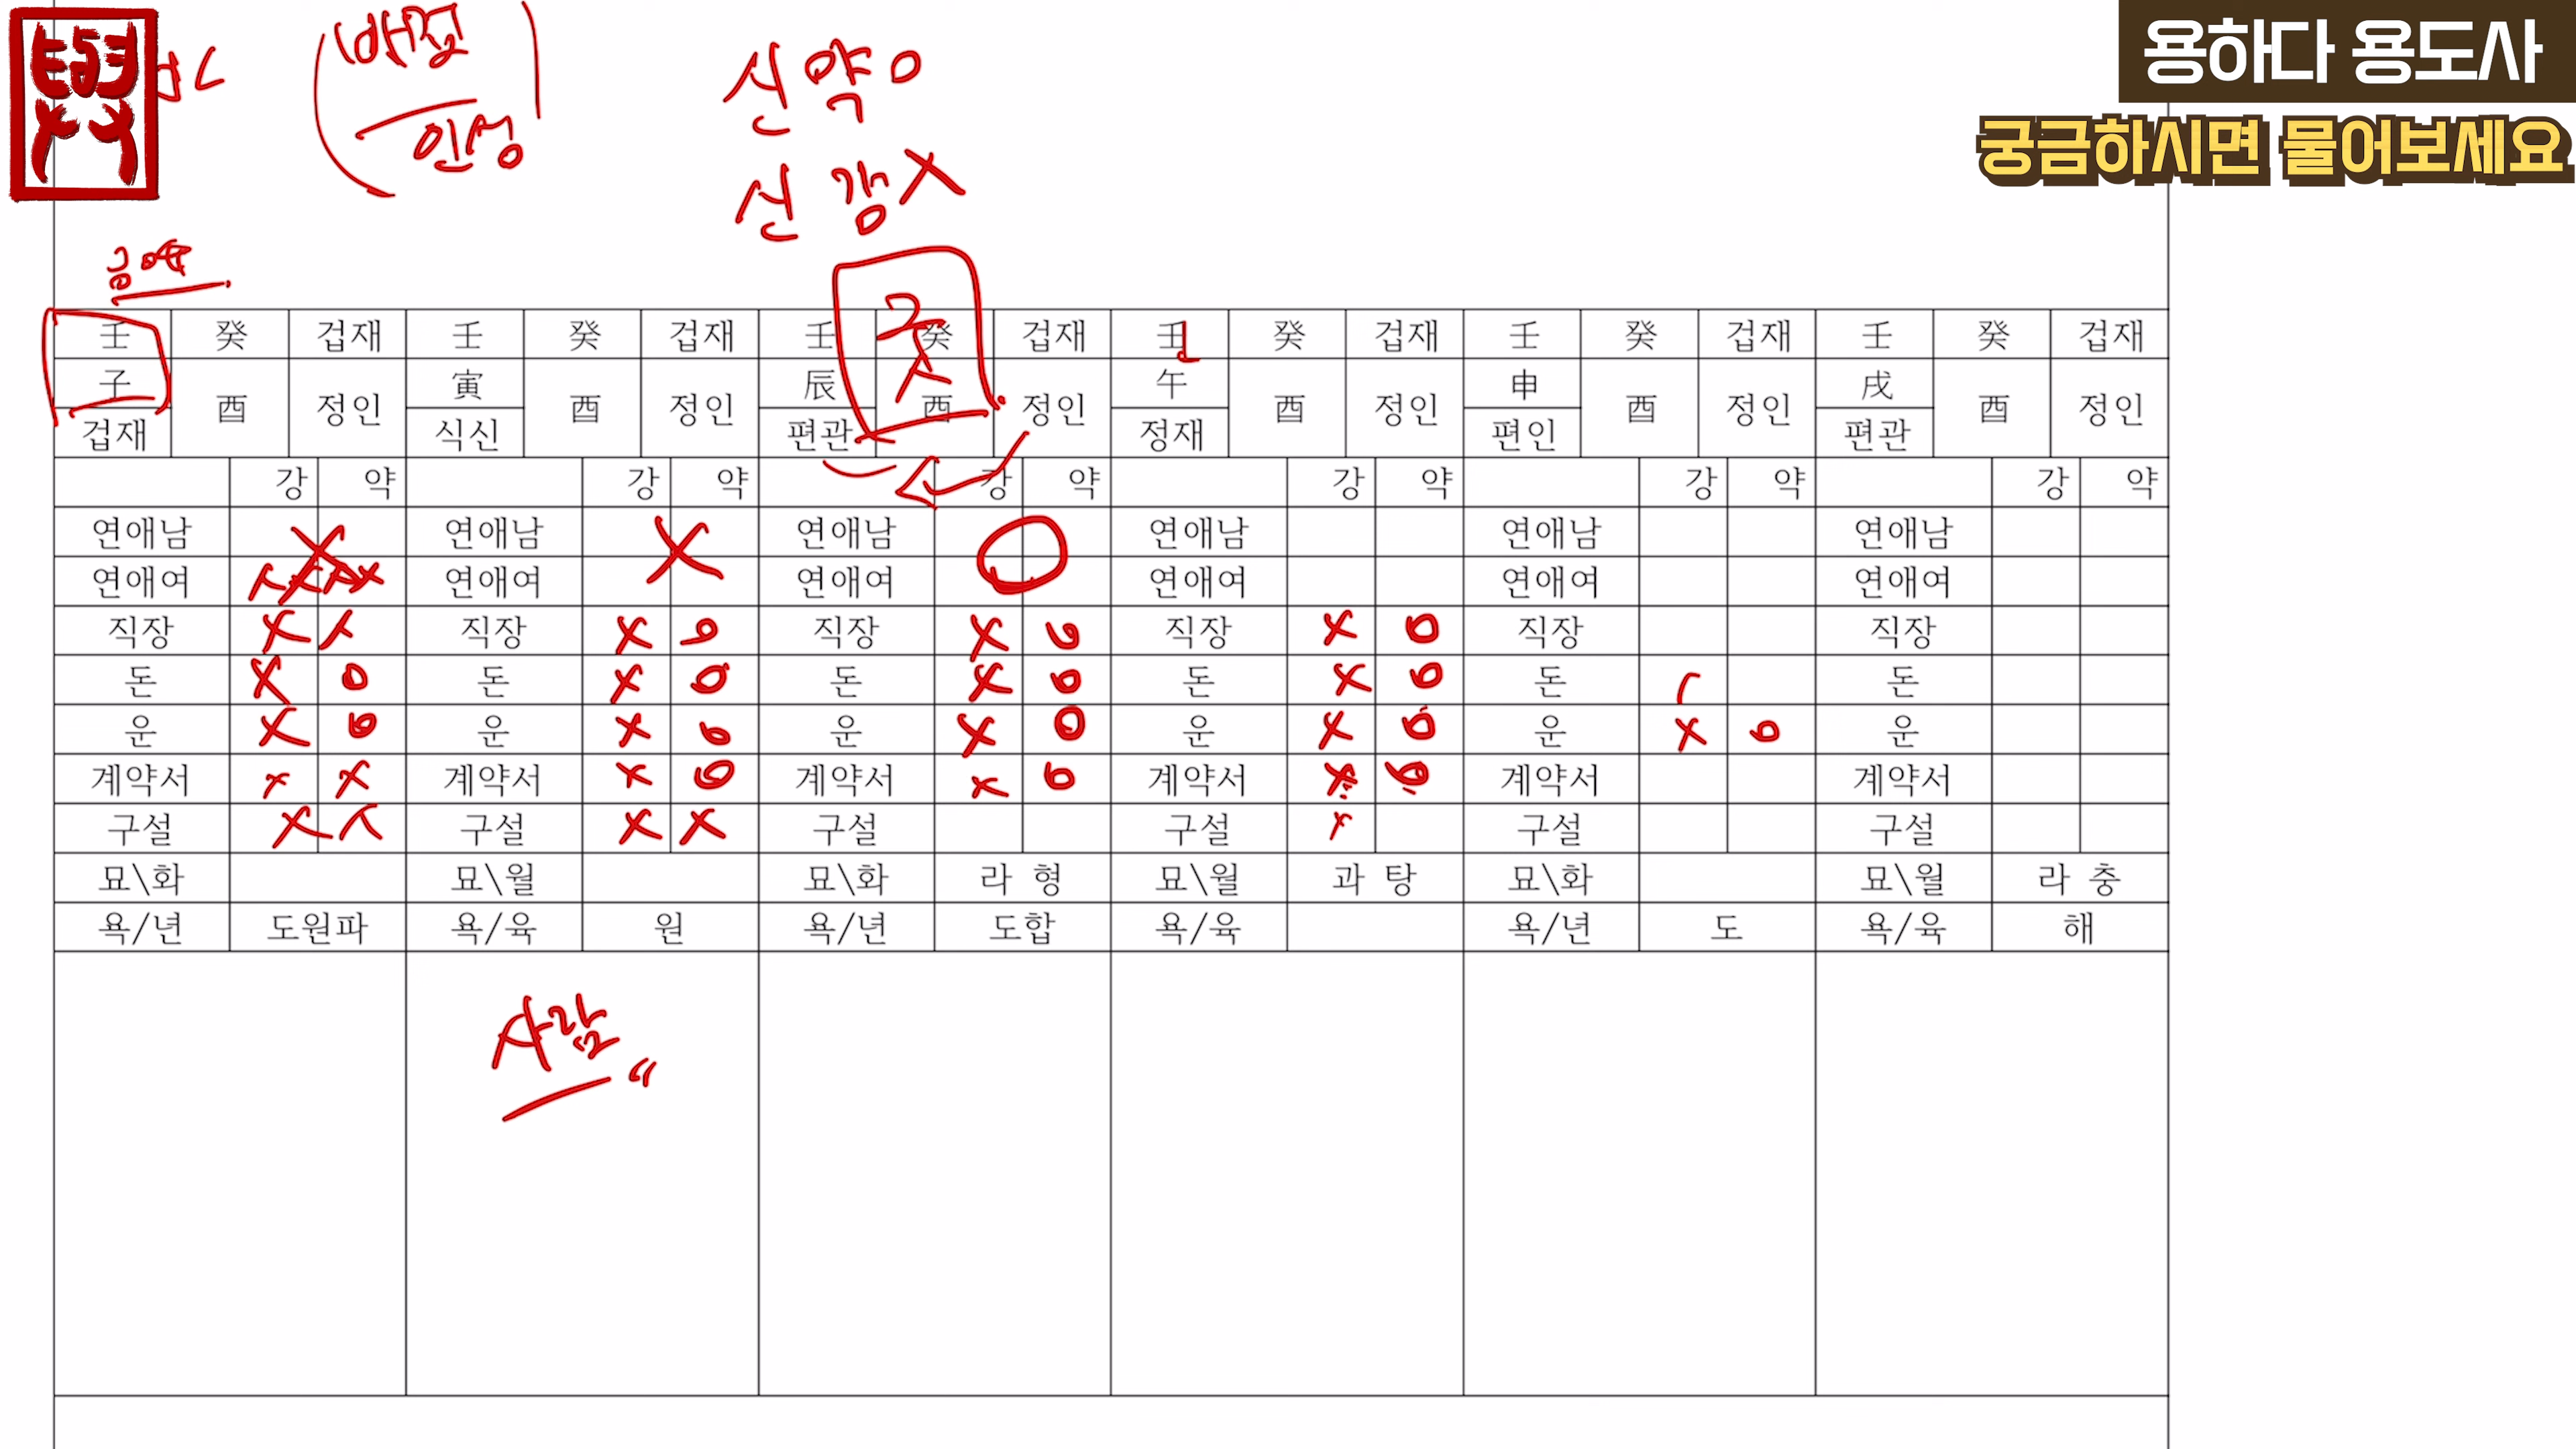 용하다 용도사
궁금하시면 물어보세요
신약 O
신강 X
인성
壬 癸 겁재 壬 癸 겁재 壬 癸 겁재 壬 癸 겁재 壬 癸 겁재 壬 癸 겁재
子 酉 정인 寅 酉 정인 辰 酉 정인 午 酉 정인 申 酉 정인 戌 酉 정인
겁재 식신 편관 정재 편인 편관
강 약 강 약 강 약 강 약 강 약 강 약
연애남 X 연애남 X 연애남 O 연애남 연애남 연애남
연애여 X X X X 연애여 연애여 연애여 연애여 연애여
직장 X X 직장 X O 직장 X O 직장 X O 직장 직장
돈 X O 돈 X O 돈 X O 돈 X O 돈 돈
운 X O 운 X O 운 X O 운 X O 운 X O 운
계약서 X X 계약서 X O 계약서 X O 계약서 X O 계약서 계약서
구설 X X 구설 X X 구설 구설 X 구설 구설
묘\화 묘\월 묘\화 라 형 묘\월 과 탕 묘\화 묘\월 라 충
욕/년 도원파 욕/육 원 욕/년 도합 욕/육 욕/년 도 욕/육 해
사람